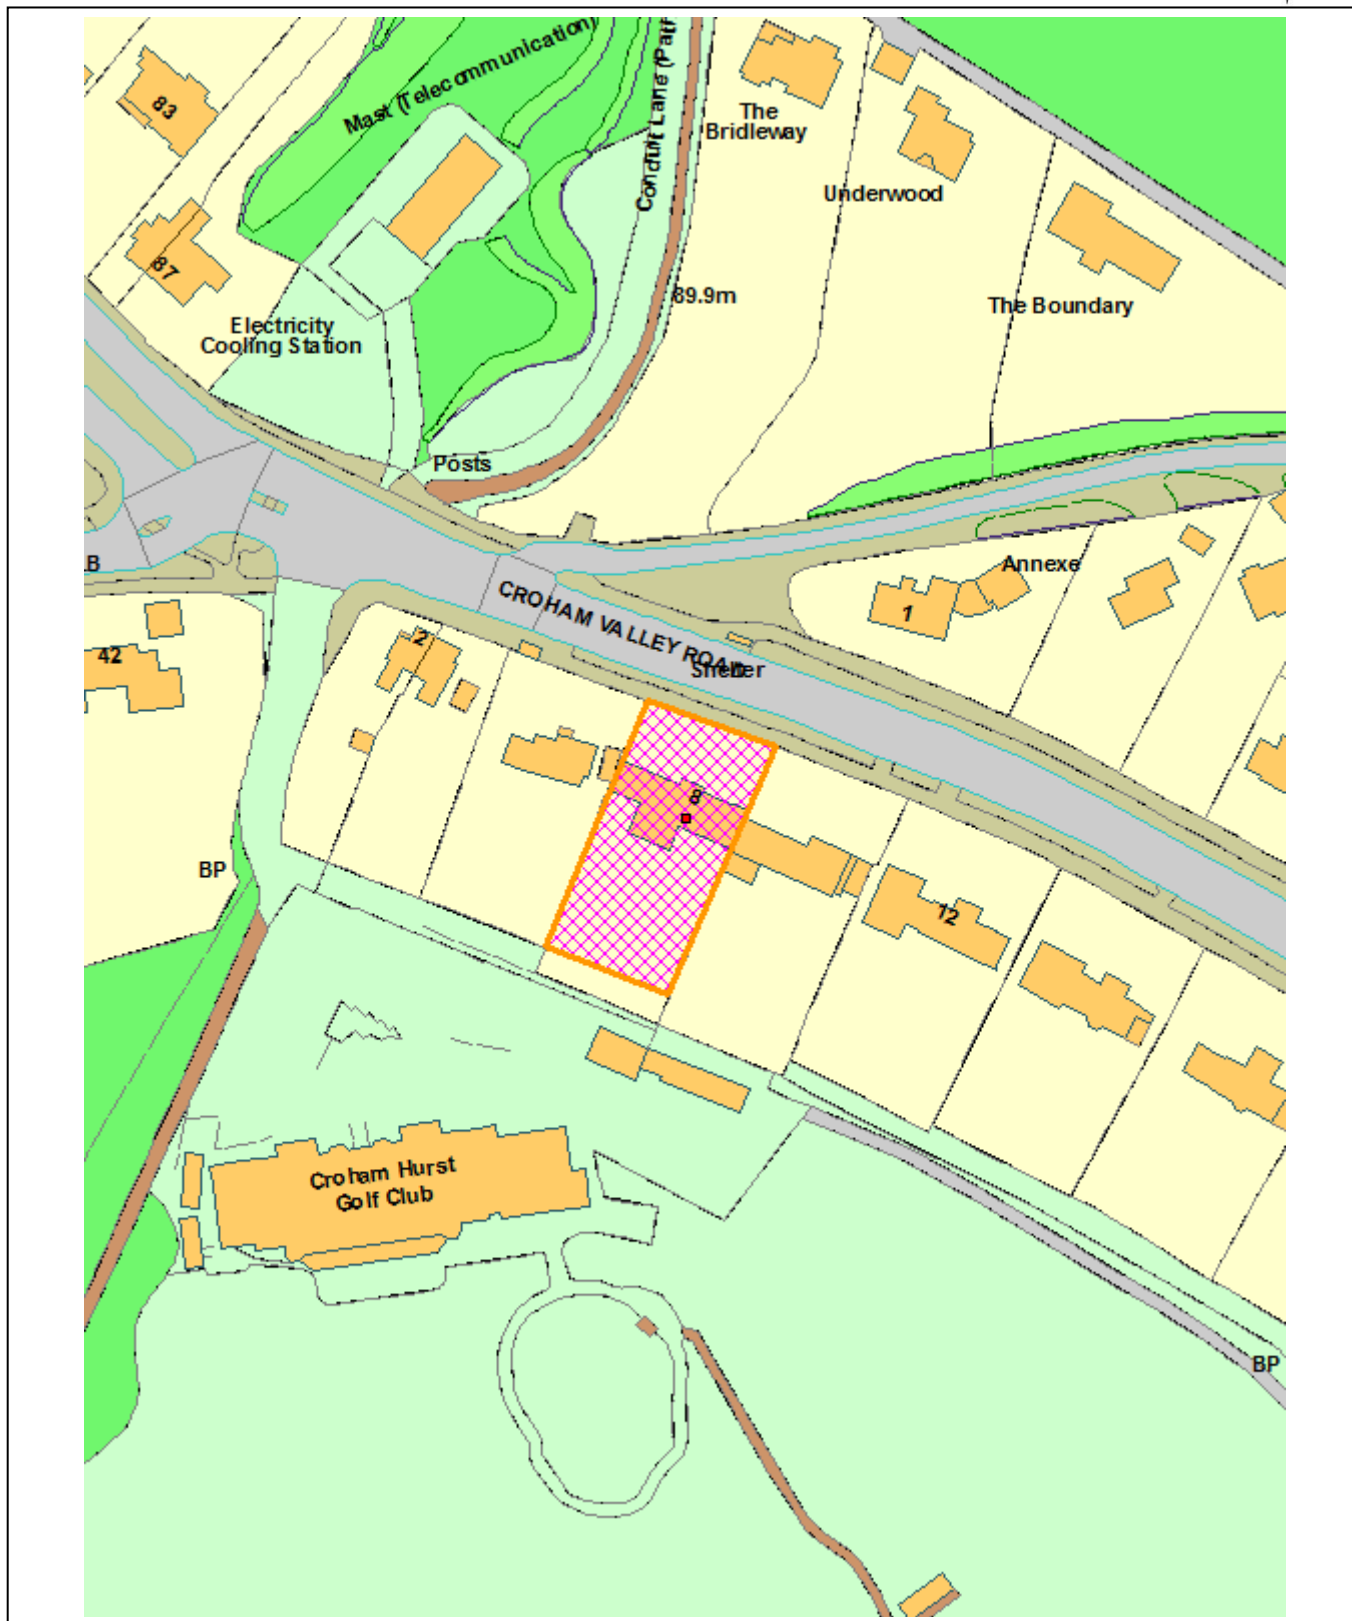 83
Mast (Telecommunication)
Conduit Lane (Path
The
Bridleway
Underwood
87
89.9m
The Boundary
Electricity
Cooling Station
Posts
LB
Annexe
1
CROHAM VALLEY ROAD
2
42
Shelter
8
BP
12
Croham Hurst
Golf Club
BP